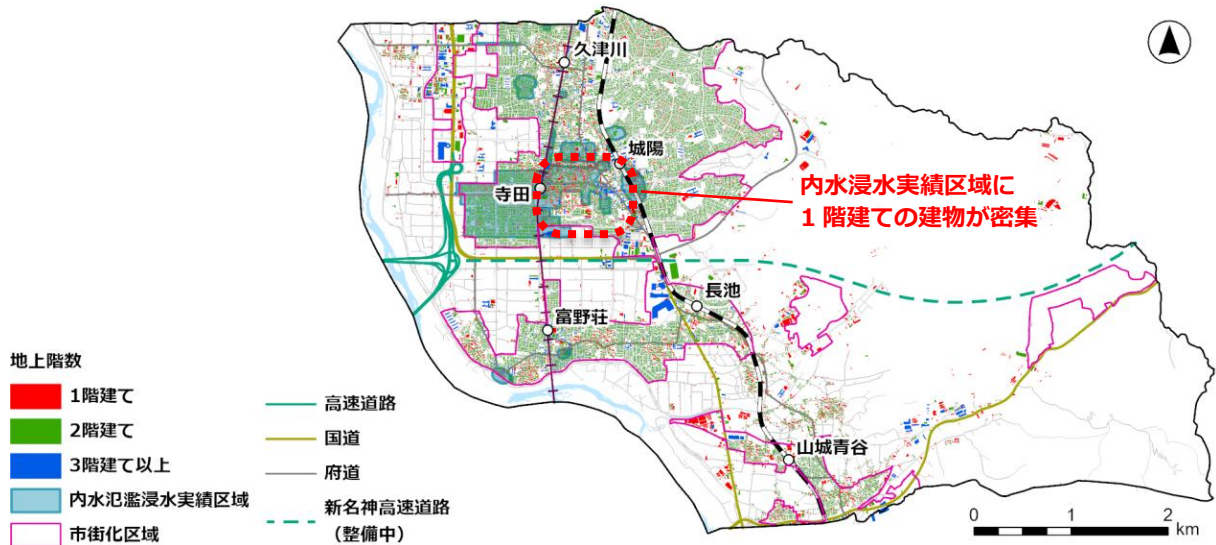 久津川
城陽
寺田
内水浸水実績区域に
1 階建ての建物が密集
長池
富野荘
山城青谷
地上階数
1階建て
2階建て
3階建て以上
内水氾濫浸水実績区域
市街化区域
高速道路
国道
府道
新名神高速道路
（整備中）
0 1 2
km